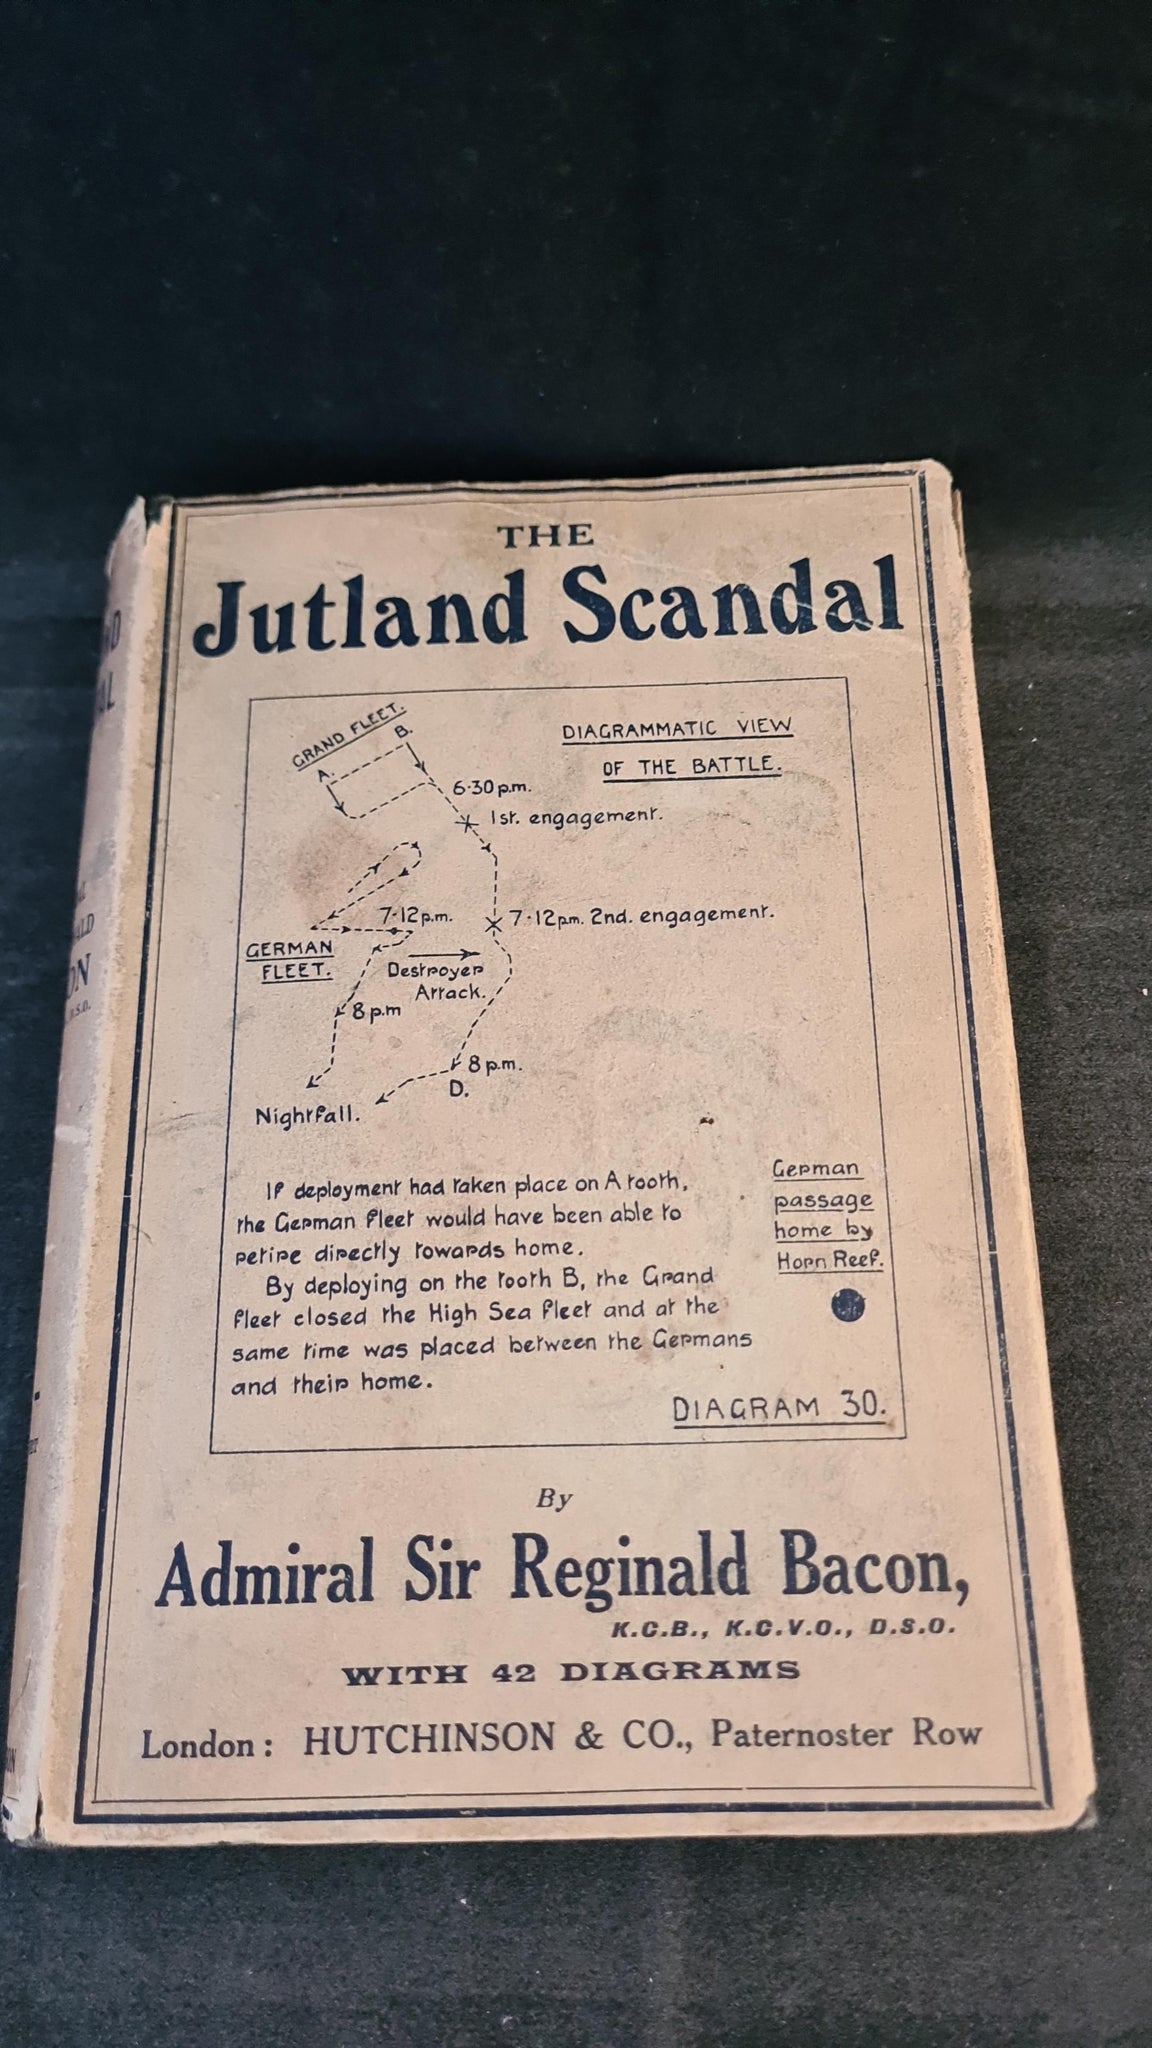 THE
Jutland Scandal
GRAND FLEET.
A.
B.
DIAGRAMMATIC VIEW
OF THE BATTLE.
6·30 p.m.
1st. engagement.
7·12 p.m.
7·12 p.m. 2nd. engagement.
GERMAN
FLEET.
Destroyer
Attack.
8 p.m
8 p.m.
D.
Nightfall.
If deployment had taken place on A tooth,
the German fleet would have been able to
retire directly towards home.
By deploying on the tooth B, the Grand
fleet closed the High Sea fleet and at the
same time was placed between the Germans
and their home.
German
passage
home by
Horn Reef.
DIAGRAM 30.
By
Admiral Sir Reginald Bacon,
K.C.B., K.C.V.O., D.S.O.
WITH 42 DIAGRAMS
London: HUTCHINSON & CO., Paternoster Row